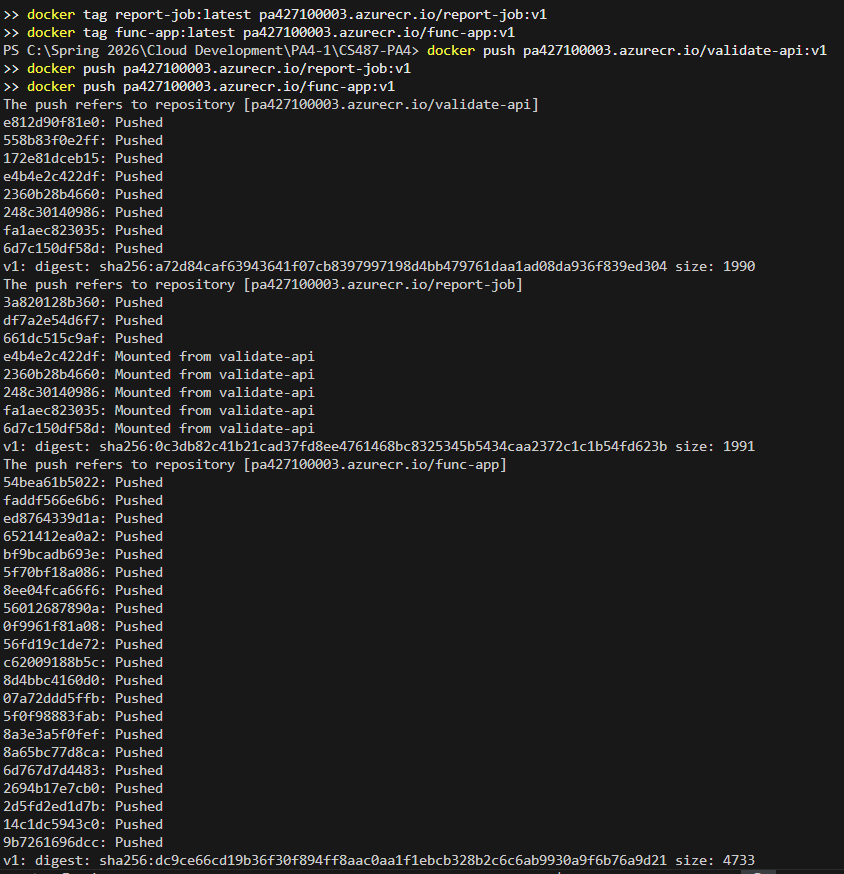 >> docker tag report-job:latest pa427100003.azurecr.io/report-job:v1
>> docker tag func-app:latest pa427100003.azurecr.io/func-app:v1
PS C:\Spring 2026\Cloud Development\PA4-1\CS487-PA4> docker push pa427100003.azurecr.io/validate-api:v1
>> docker push pa427100003.azurecr.io/report-job:v1
>> docker push pa427100003.azurecr.io/func-app:v1
The push refers to repository [pa427100003.azurecr.io/validate-api]
e812d90f81e0: Pushed
558b83f0e2ff: Pushed
172e81dceb15: Pushed
e4b4e2c422df: Pushed
2360b28b4660: Pushed
248c30140986: Pushed
fa1aec823035: Pushed
6d7c150df58d: Pushed
v1: digest: sha256:a72d84caf63943641f07cb8397997198d4bb479761daa1ad08da936f839ed304 size: 1990
The push refers to repository [pa427100003.azurecr.io/report-job]
3a820128b360: Pushed
df7a2e54d6f7: Pushed
661dc515c9af: Pushed
e4b4e2c422df: Mounted from validate-api
2360b28b4660: Mounted from validate-api
248c30140986: Mounted from validate-api
fa1aec823035: Mounted from validate-api
6d7c150df58d: Mounted from validate-api
v1: digest: sha256:0c3db82c41b21cad37fd8ee4761468bc8325345b5434caa2372c1c1b54fd623b size: 1991
The push refers to repository [pa427100003.azurecr.io/func-app]
54bea61b5022: Pushed
faddf566e6b6: Pushed
ed8764339d1a: Pushed
6521412ea0a2: Pushed
bf9bcadb693e: Pushed
5f70bf18a086: Pushed
8ee04fca66f6: Pushed
56012687890a: Pushed
0f9961f81a08: Pushed
56fd19c1de72: Pushed
c62009188b5c: Pushed
8d4bbc4160d0: Pushed
07a72ddd5ffb: Pushed
5f0f98883fab: Pushed
8a3e3a5f0fef: Pushed
8a65bc77d8ca: Pushed
6d767d7d4483: Pushed
2694b17e7cb0: Pushed
2d5fd2ed1d7b: Pushed
14c1dc5943c0: Pushed
9b7261696dcc: Pushed
v1: digest: sha256:dc9ce66cd19b36f30f894ff8aac0aa1f1ebcb328b2c6c6ab9930a9f6b76a9d21 size: 4733